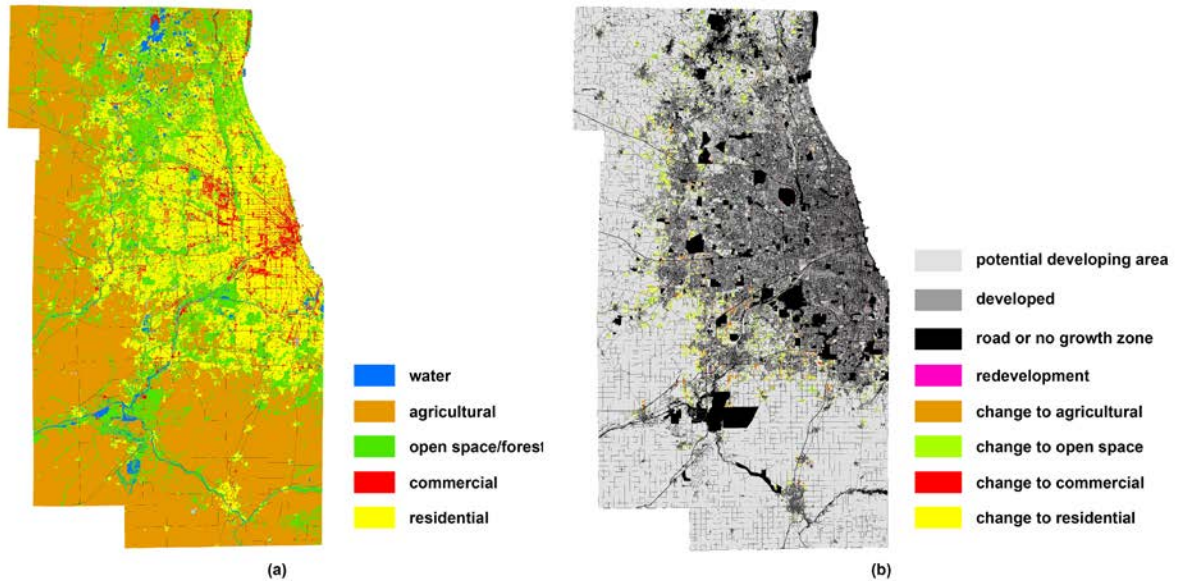 water
agricultural
open space/forest
commercial
residential
(a)
potential developing area
developed
road or no growth zone
redevelopment
change to agricultural
change to open space
change to commercial
change to residential
(b)